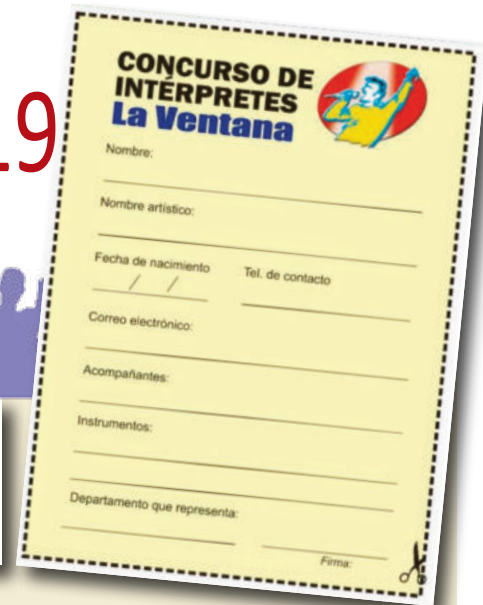 19
CONCURSO DE
INTÉRPRETES
La Ventana
Nombre:
Nombre artístico:
Fecha de nacimiento Tel. de contacto
/ /
Correo electrónico:
Acompañantes:
Instrumentos:
Departamento que representa:
Firma: